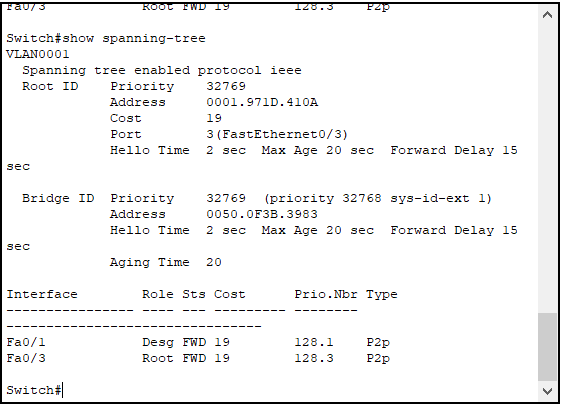 Fa0/3            Root FWD 19        128.3    P2p

Switch#show spanning-tree
VLAN0001
  Spanning tree enabled protocol ieee
  Root ID    Priority    32769
             Address     0001.971D.410A
             Cost        19
             Port        3(FastEthernet0/3)
             Hello Time  2 sec  Max Age 20 sec  Forward Delay 15
sec

  Bridge ID  Priority    32769  (priority 32768 sys-id-ext 1)
             Address     0050.0F3B.3983
             Hello Time  2 sec  Max Age 20 sec  Forward Delay 15
sec
             Aging Time  20

Interface        Role Sts Cost      Prio.Nbr Type
---------------- ---- --- --------- --------
--------------------------------
Fa0/1            Desg FWD 19        128.1    P2p
Fa0/3            Root FWD 19        128.3    P2p

Switch#